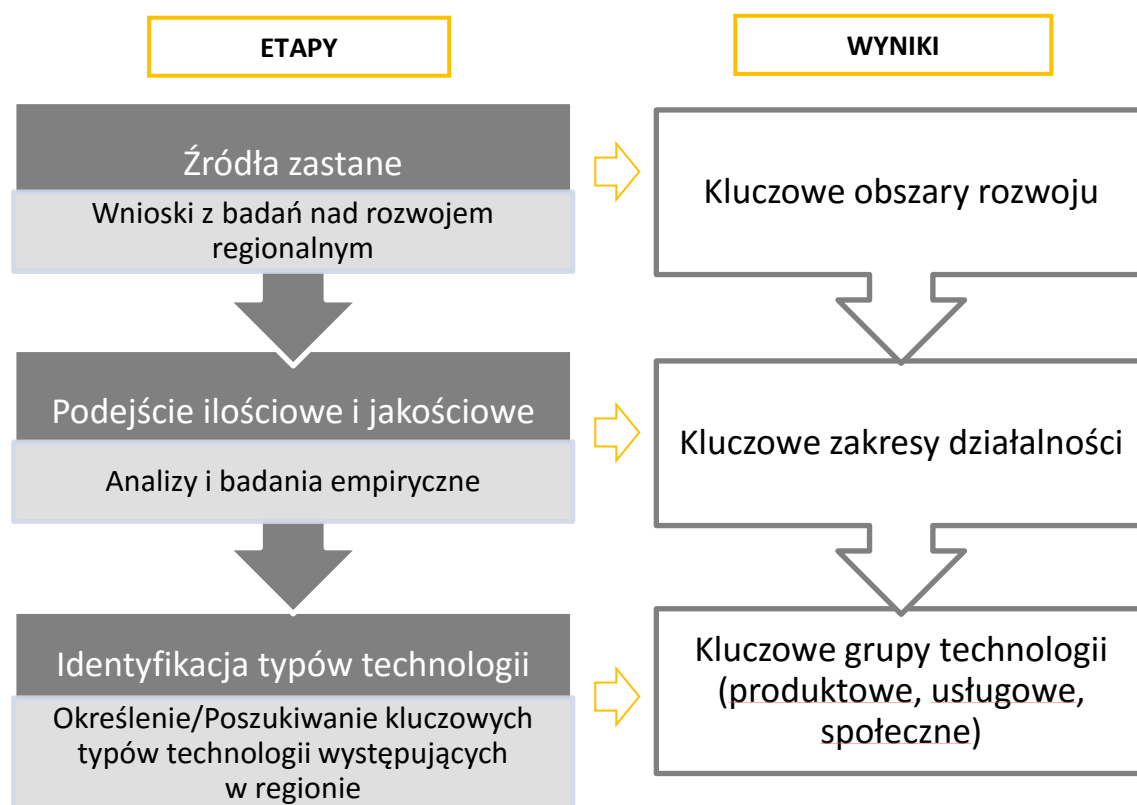 ETAPY
WYNIKI
Źródła zastane
Wnioski z badań nad rozwojem
regionalnym
Kluczowe obszary rozwoju
Podejście ilościowe i jakościowe
Analizy i badania empiryczne
Kluczowe zakresy działalności
Identyfikacja typów technologii
Określenie/Poszukiwanie kluczowych
typów technologii występujących
w regionie
Kluczowe grupy technologii
(produktowe, usługowe,
społeczne)